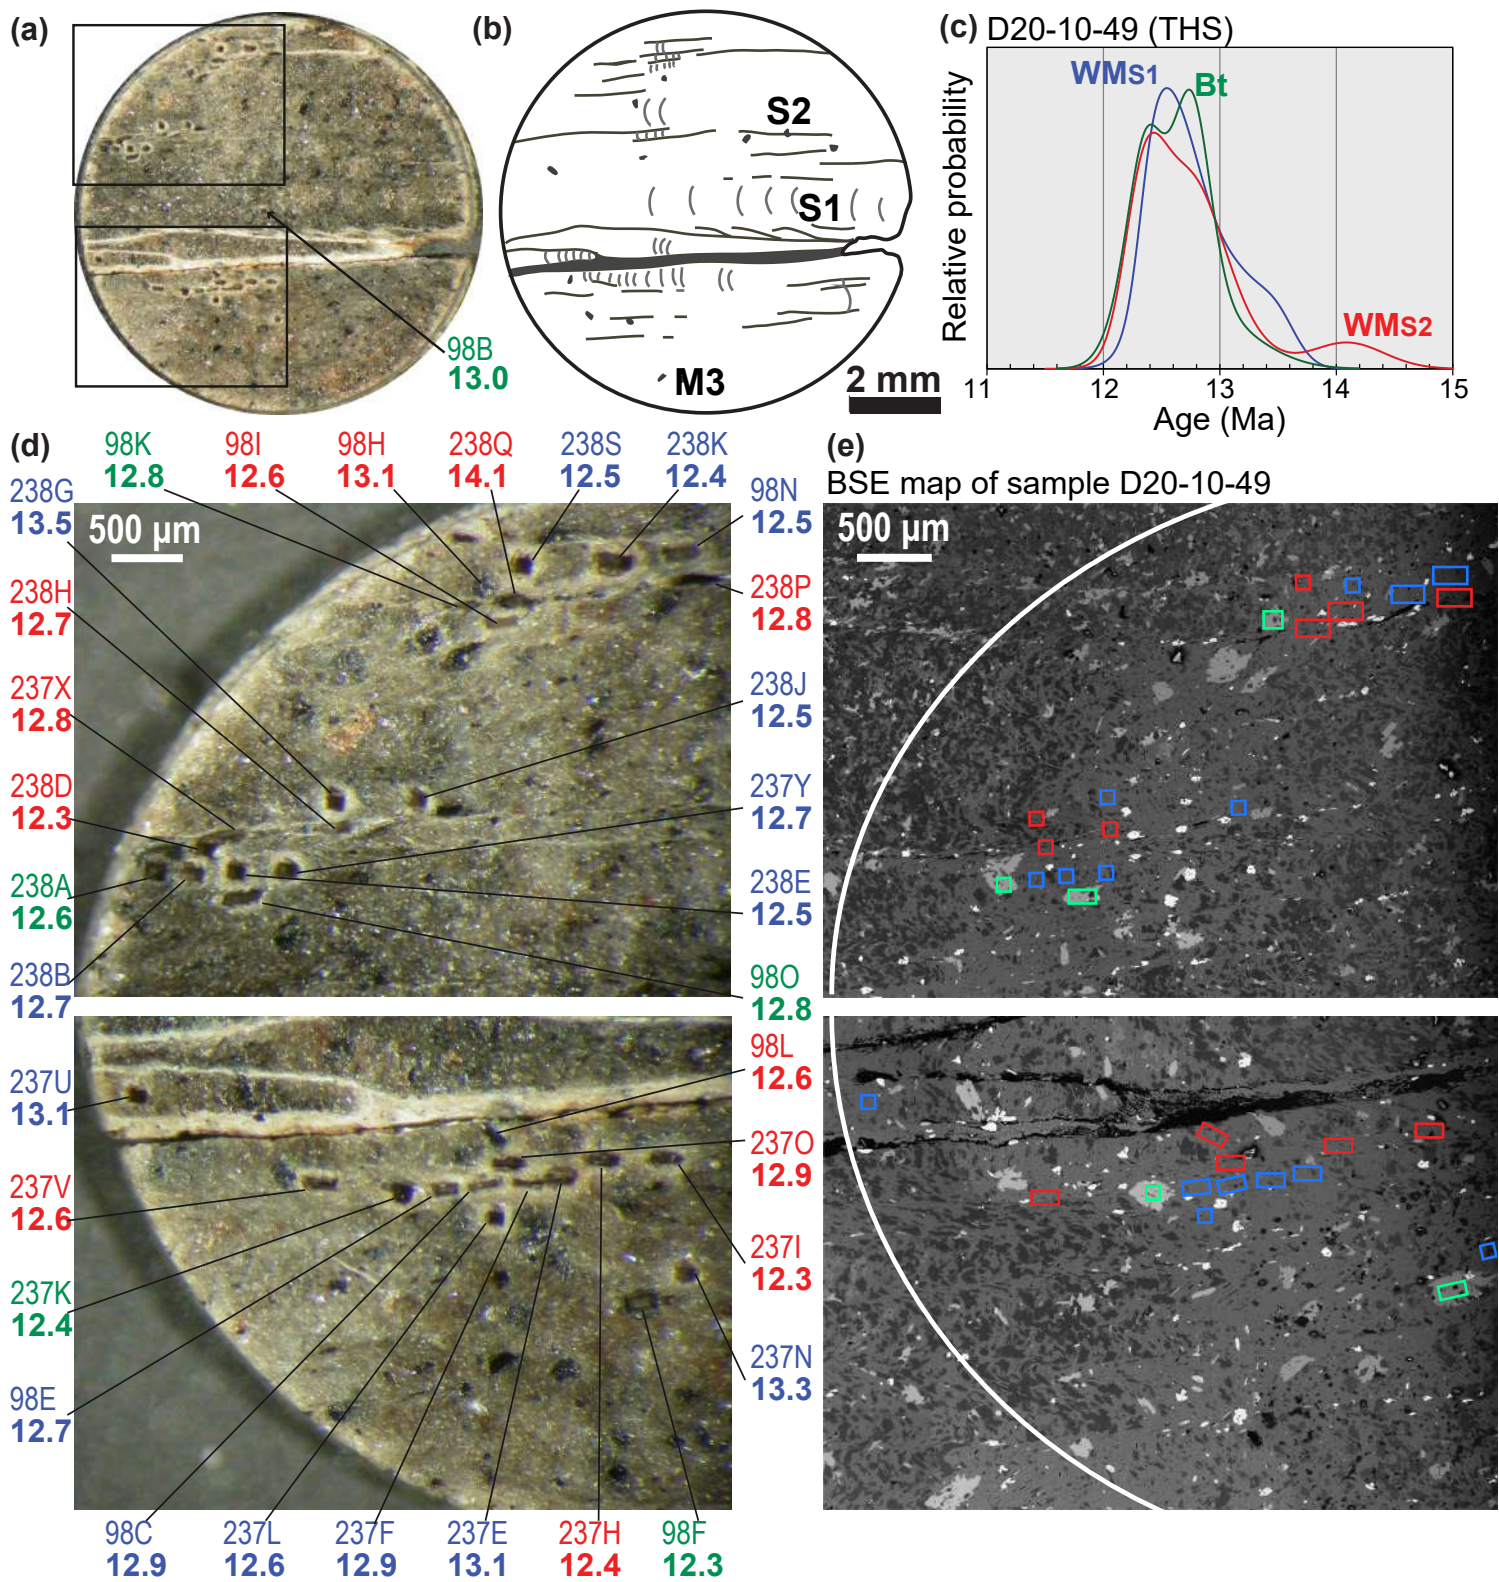 (a)
98B
13.0
(b)
S2
S1
M3
2 mm
(c) D20-10-49 (THS)
WMS1
Bt
WMS2
Relative probability
11 12 13 14 15
Age (Ma)
(d)
98K
12.8
98I
12.6
98H
13.1
238Q
14.1
238S
12.5
238K
12.4
238G
13.5
238H
12.7
237X
12.8
238D
12.3
238A
12.6
238B
12.7
500 µm
98N
12.5
238P
12.8
238J
12.5
237Y
12.7
238E
12.5
98O
12.8
237U
13.1
237V
12.6
237K
12.4
98E
12.7
98L
12.6
237O
12.9
237I
12.3
237N
13.3
98C
12.9
237L
12.6
237F
12.9
237E
13.1
237H
12.4
98F
12.3
(e)
BSE map of sample D20-10-49
500 µm